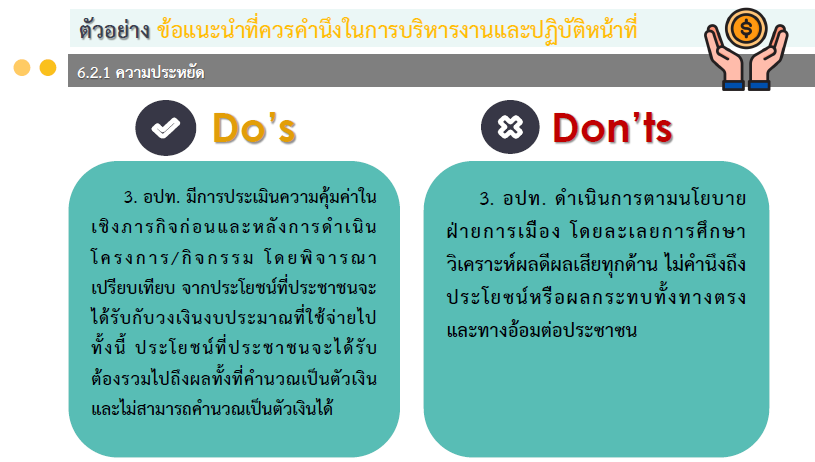 ตัวอย่าง ข้อแนะนำที่ควรคำนึงในการบริหารงานและปฏิบัติหน้าที่
$
6.2.1 ความประหยัด
Do's
3. อปท. มีการประเมินความคุ้มค่าใน
เชิงภารกิจก่อนและหลังการดำเนิน
โครงการ/กิจกรรม โดยพิจารณา
เปรียบเทียบ จากประโยชน์ที่ประชาชนจะ
ได้รับกับวงเงินงบประมาณที่ใช้จ่ายไป
ทั้งนี้ ประโยชน์ที่ประชาชนจะได้รับ
ต้องรวมไปถึงผลทั้งที่คำนวณเป็นตัวเงิน
และไม่สามารถคำนวณเป็นตัวเงินได้
Don'ts
3. อปท. ดำเนินการตามนโยบาย
ฝ่ายการเมือง โดยละเลยการศึกษา
วิเคราะห์ผลดีผลเสียทุกด้าน ไม่คำนึงถึง
ประโยชน์หรือผลกระทบทั้งทางตรง
และทางอ้อมต่อประชาชน